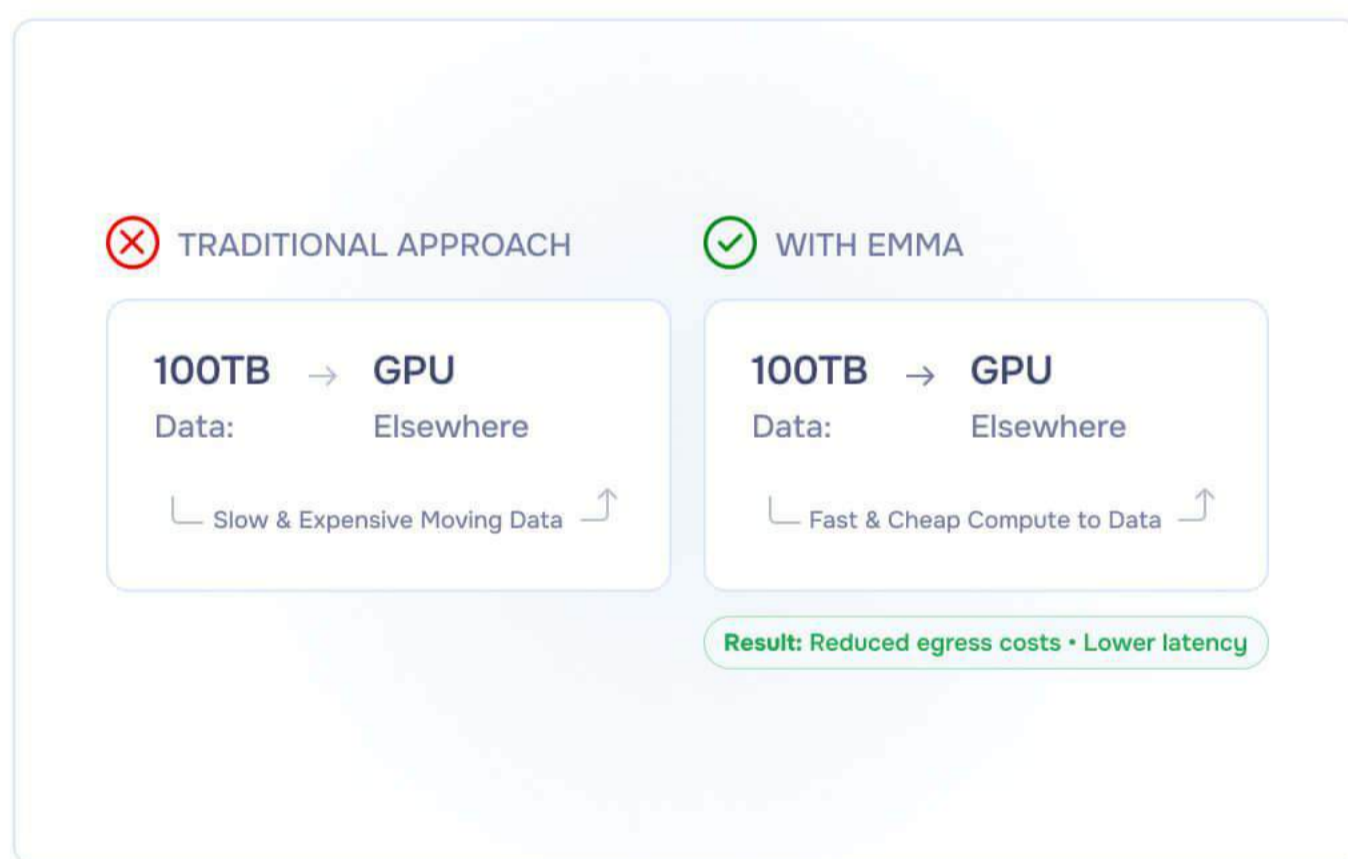 TRADITIONAL APPROACH
100TB → GPU
Data: Elsewhere
Slow & Expensive Moving Data
WITH EMMA
100TB → GPU
Data: Elsewhere
Fast & Cheap Compute to Data
Result: Reduced egress costs • Lower latency